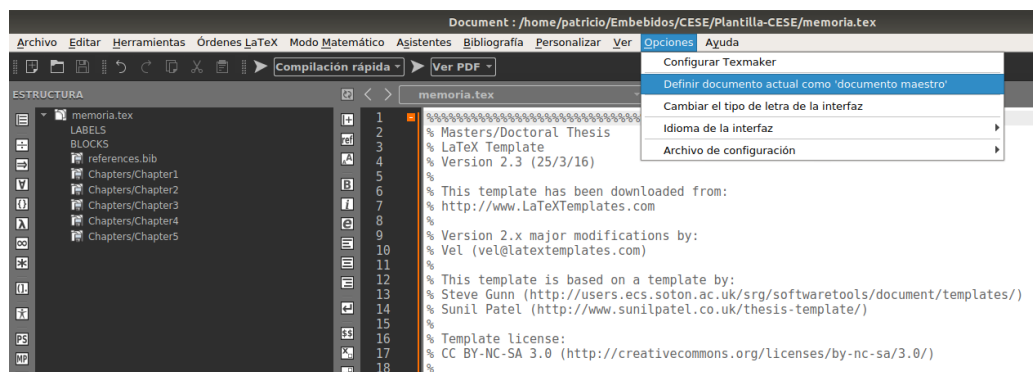 Document : /home/patricio/Embebidos/CESE/Plantilla-CESE/memoria.tex
Archivo Editar Herramientas Órdenes LaTeX Modo Matemático Asistentes Bibliografía Personalizar Ver Opciones Ayuda
Configurar Texmaker
Definir documento actual como 'documento maestro'
Cambiar el tipo de letra de la interfaz
Idioma de la interfaz
Archivo de configuración
Compilación rápida Ver PDF
ESTRUCTURA
memoria.tex
memoria.tex
LABELS
BLOCKS
references.bib
Chapters/Chapter1
Chapters/Chapter2
Chapters/Chapter3
Chapters/Chapter4
Chapters/Chapter5
ref
B
i
$$
PS
MP
1 %%%%%%%%%%%%%%%%%%%%%%%%%%%%%
2 % Masters/Doctoral Thesis
3 % LaTeX Template
4 % Version 2.3 (25/3/16)
5 %
6 % This template has been downloaded from:
7 % http://www.LaTeXTemplates.com
8 %
9 % Version 2.x major modifications by:
10 % Vel (vel@latextemplates.com)
11 %
12 % This template is based on a template by:
13 % Steve Gunn (http://users.ecs.soton.ac.uk/srg/softwaretools/document/templates/)
14 % Sunil Patel (http://www.sunilpatel.co.uk/thesis-template/)
15 %
16 % Template license:
17 % CC BY-NC-SA 3.0 (http://creativecommons.org/licenses/by-nc-sa/3.0/)
18 %